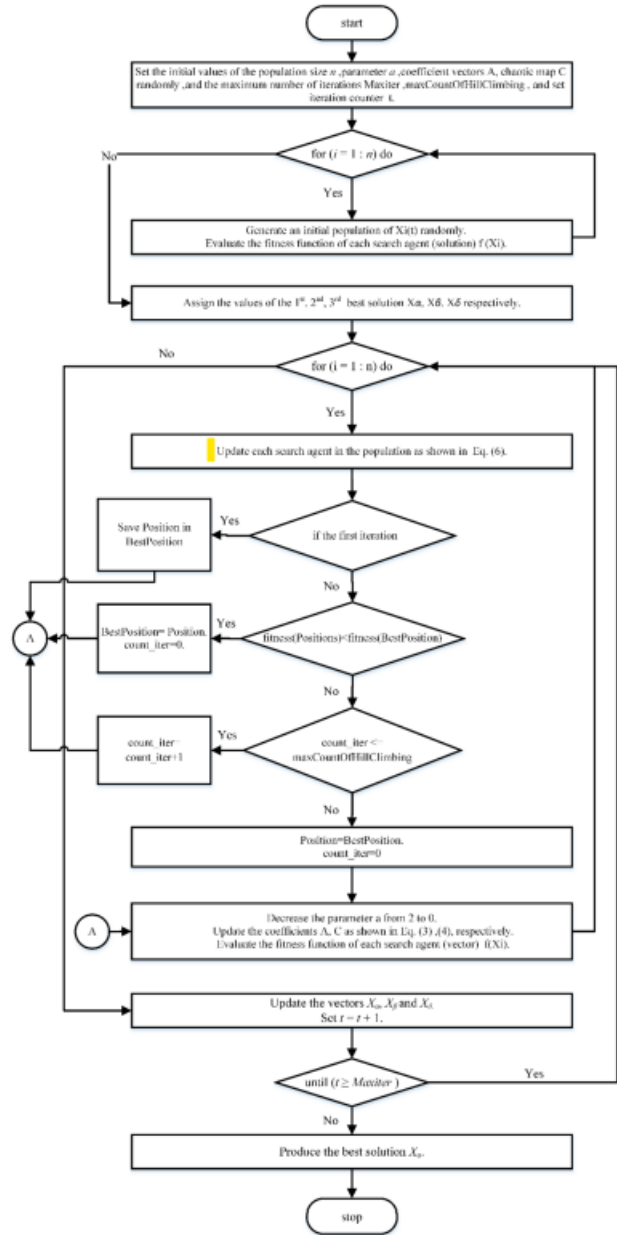 start
Set the initial values of the population size n ,parameter a ,coefficient vectors A, chaotic map C
randomly ,and the maximum number of iterations Maxiter ,maxCountOfHillClimbing , and set
iteration counter t.
No
for (i = 1 : n) do
Yes
Generate an initial population of Xi(t) randomly.
Evaluate the fitness function of each search agent (solution) f (Xi).
Assign the values of the 1st, 2nd, 3rd best solution Xα, Xβ, Xδ respectively.
No
for (i = 1 : n) do
Yes
Update each search agent in the population as shown in Eq. (6).
Save Position in
BestPosition
Yes
if the first iteration
No
A
BestPosition= Position.
count_iter=0.
Yes
fitness(Positions)<fitness(BestPosition)
No
count_iter=
count_iter+1
Yes
count_iter <=
maxCountOfHillClimbing
No
Position=BestPosition.
count_iter=0
A
Decrease the parameter a from 2 to 0.
Update the coefficients A, C as shown in Eq. (3) ,(4), respectively.
Evaluate the fitness function of each search agent (vector) f(Xi).
Update the vectors Xα, Xβ and Xδ.
Set t = t + 1.
until (t ≥ Maxiter )
Yes
No
Produce the best solution Xα.
stop